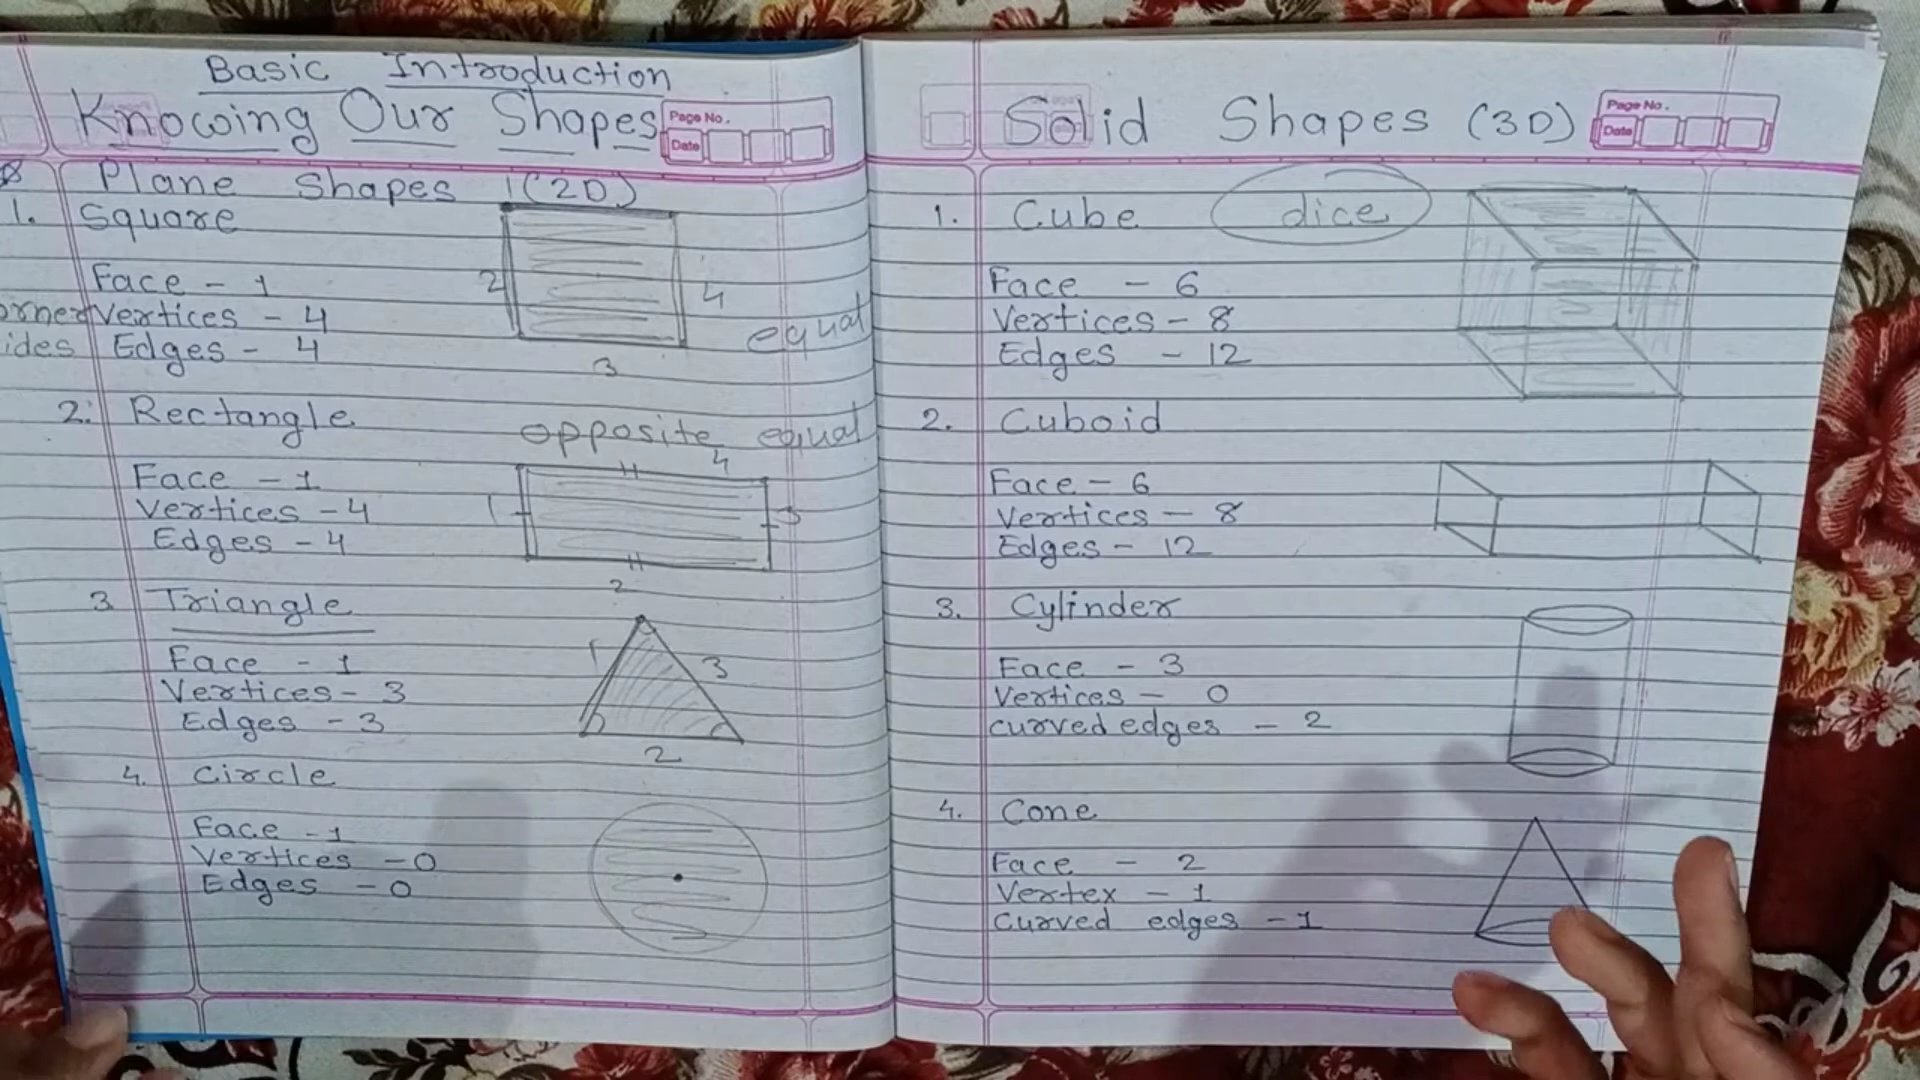 Basic Introduction
Knowing Our Shapes
Page No.
Date
Plane Shapes (2D)
1. Square
Face - 1
Vertices - 4
Edges - 4
ides
2
4
3
equal
2. Rectangle
opposite equal
Face - 1
Vertices - 4
Edges - 4
4
1
3
2
3 Triangle
Face - 1
Vertices - 3
Edges - 3
1
3
2
4. Circle
Face - 1
Vertices - 0
Edges - 0
Solid Shapes (3D)
Page No.
Date
1. Cube dice
Face - 6
Vertices - 8
Edges - 12
2. Cuboid
Face - 6
Vertices - 8
Edges - 12
3. Cylinder
Face - 3
Vertices - 0
curved edges - 2
4. Cone
Face - 2
Vertex - 1
Curved edges - 1